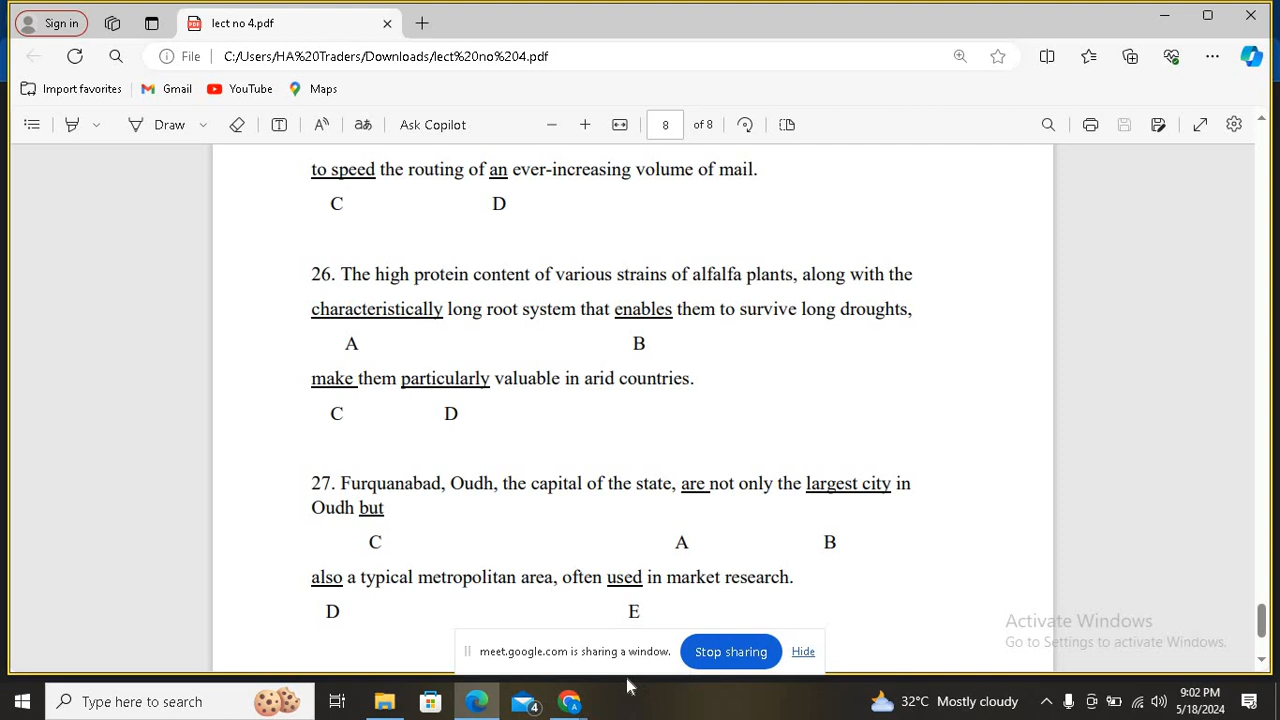 Sign in
lect no 4.pdf
File
C:/Users/HA%20Traders/Downloads/lect%20no%204.pdf
Import favorites
Gmail
YouTube
Maps
Draw
aあ
Ask Copilot
8
of 8
to speed the routing of an ever-increasing volume of mail.
C D
26. The high protein content of various strains of alfalfa plants, along with the
characteristically long root system that enables them to survive long droughts,
A B
make them particularly valuable in arid countries.
C D
27. Furquanabad, Oudh, the capital of the state, are not only the largest city in
Oudh but
C A B
also a typical metropolitan area, often used in market research.
D E
Activate Windows
Go to Settings to activate Windows.
meet.google.com is sharing a window.
Stop sharing
Hide
Type here to search
4
32°C Mostly cloudy
9:02 PM
5/18/2024